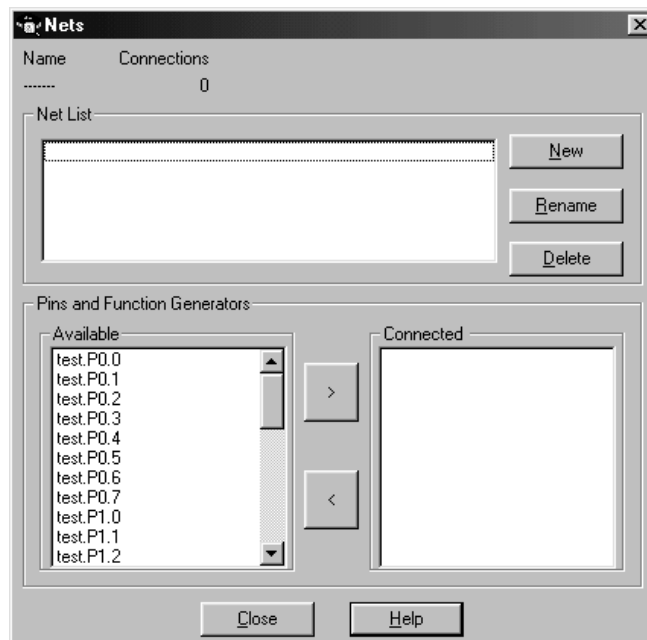 Nets
Name Connections
------- 0
Net List
New
Rename
Delete
Pins and Function Generators
Available
test.P0.0
test.P0.1
test.P0.2
test.P0.3
test.P0.4
test.P0.5
test.P0.6
test.P0.7
test.P1.0
test.P1.1
test.P1.2
>
<
Connected
Close Help